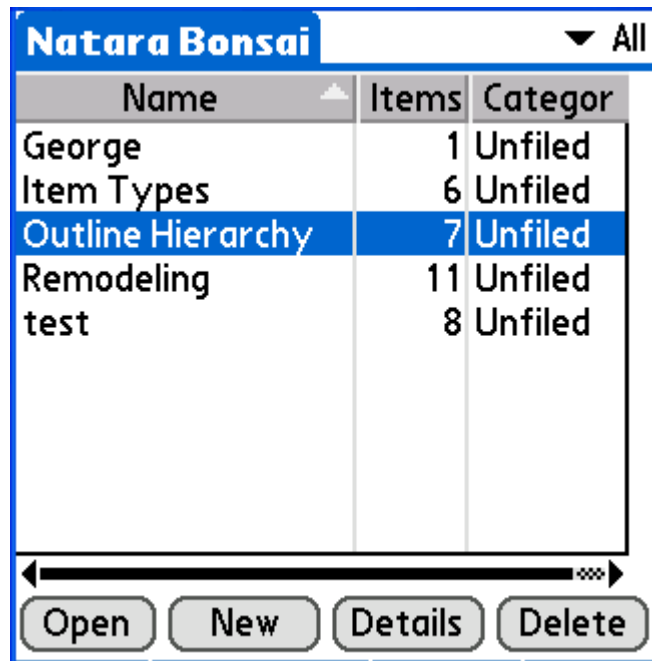 Natara Bonsai All
Name Items Categor
George 1 Unfiled
Item Types 6 Unfiled
Outline Hierarchy 7 Unfiled
Remodeling 11 Unfiled
test 8 Unfiled
Open New Details Delete